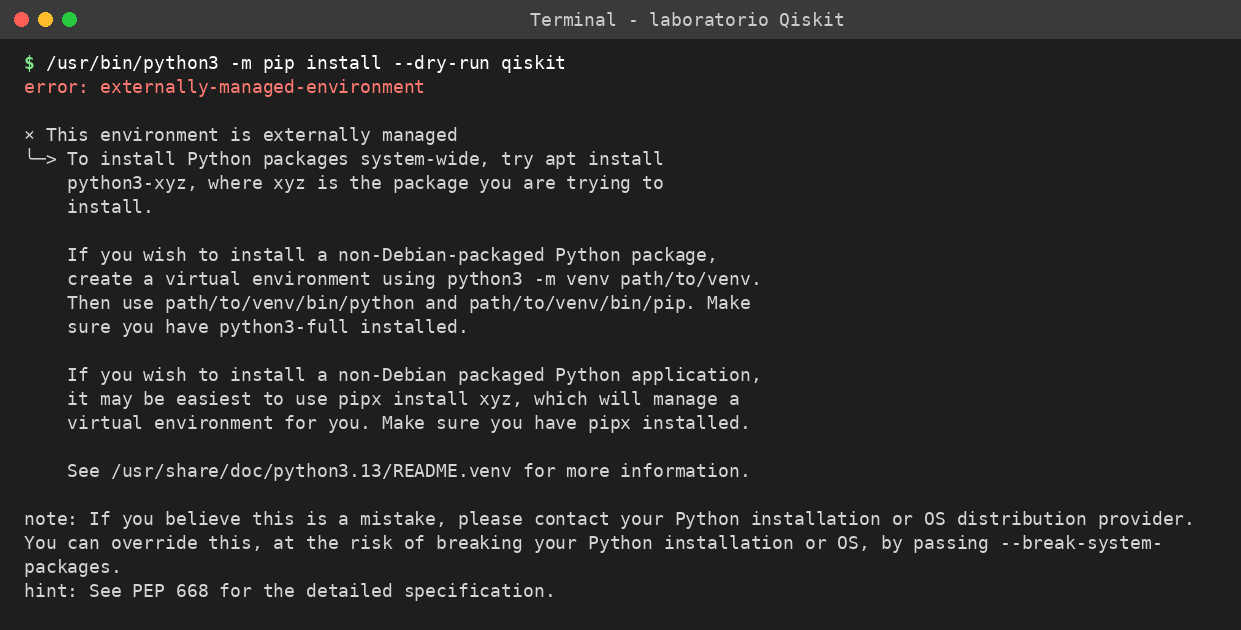 Terminal - laboratorio Qiskit
$ /usr/bin/python3 -m pip install --dry-run qiskit
error: externally-managed-environment
× This environment is externally managed
╰─> To install Python packages system-wide, try apt install
python3-xyz, where xyz is the package you are trying to
install.
If you wish to install a non-Debian-packaged Python package,
create a virtual environment using python3 -m venv path/to/venv.
Then use path/to/venv/bin/python and path/to/venv/bin/pip. Make
sure you have python3-full installed.
If you wish to install a non-Debian packaged Python application,
it may be easiest to use pipx install xyz, which will manage a
virtual environment for you. Make sure you have pipx installed.
See /usr/share/doc/python3.13/README.venv for more information.
note: If you believe this is a mistake, please contact your Python installation or OS distribution provider.
You can override this, at the risk of breaking your Python installation or OS, by passing --break-system-
packages.
hint: See PEP 668 for the detailed specification.